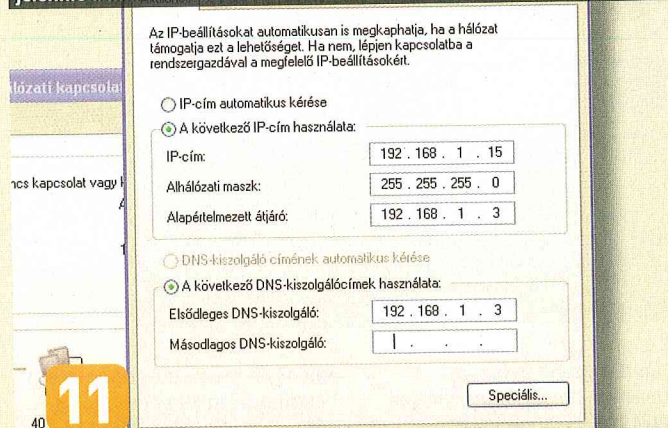 Az IP-beállításokat automatikusan is megkaphatja, ha a hálózat
támogatja ezt a lehetőséget. Ha nem, lépjen kapcsolatba a
rendszergazdával a megfelelő IP-beállításokért.
lózati kapcsola
IP-cím automatikus kérése
A következő IP-cím használata:
IP-cím: 192 . 168 . 1 . 15
ncs kapcsolat vagy
Alhálózati maszk: 255 . 255 . 255 . 0
Alapértelmezett átjáró: 192 . 168 . 1 . 3
DNS-kiszolgáló címének automatikus kérése
A következő DNS-kiszolgálócímek használata:
Elsődleges DNS-kiszolgáló: 192 . 168 . 1 . 3
Másodlagos DNS-kiszolgáló: . . .
11
Speciális...
40